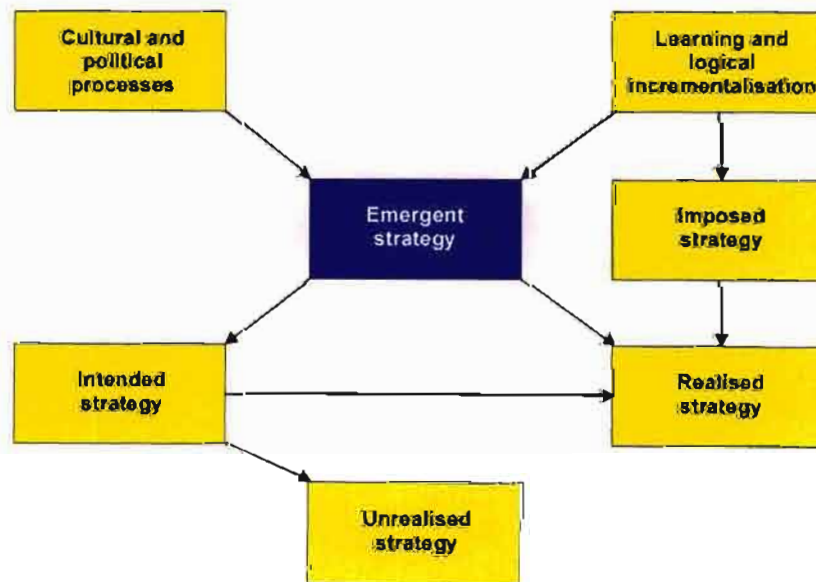 Cultural and
political
processes
Learning and
logical
incrementalisation
Emergent
strategy
Imposed
strategy
Intended
strategy
Realised
strategy
Unrealised
strategy